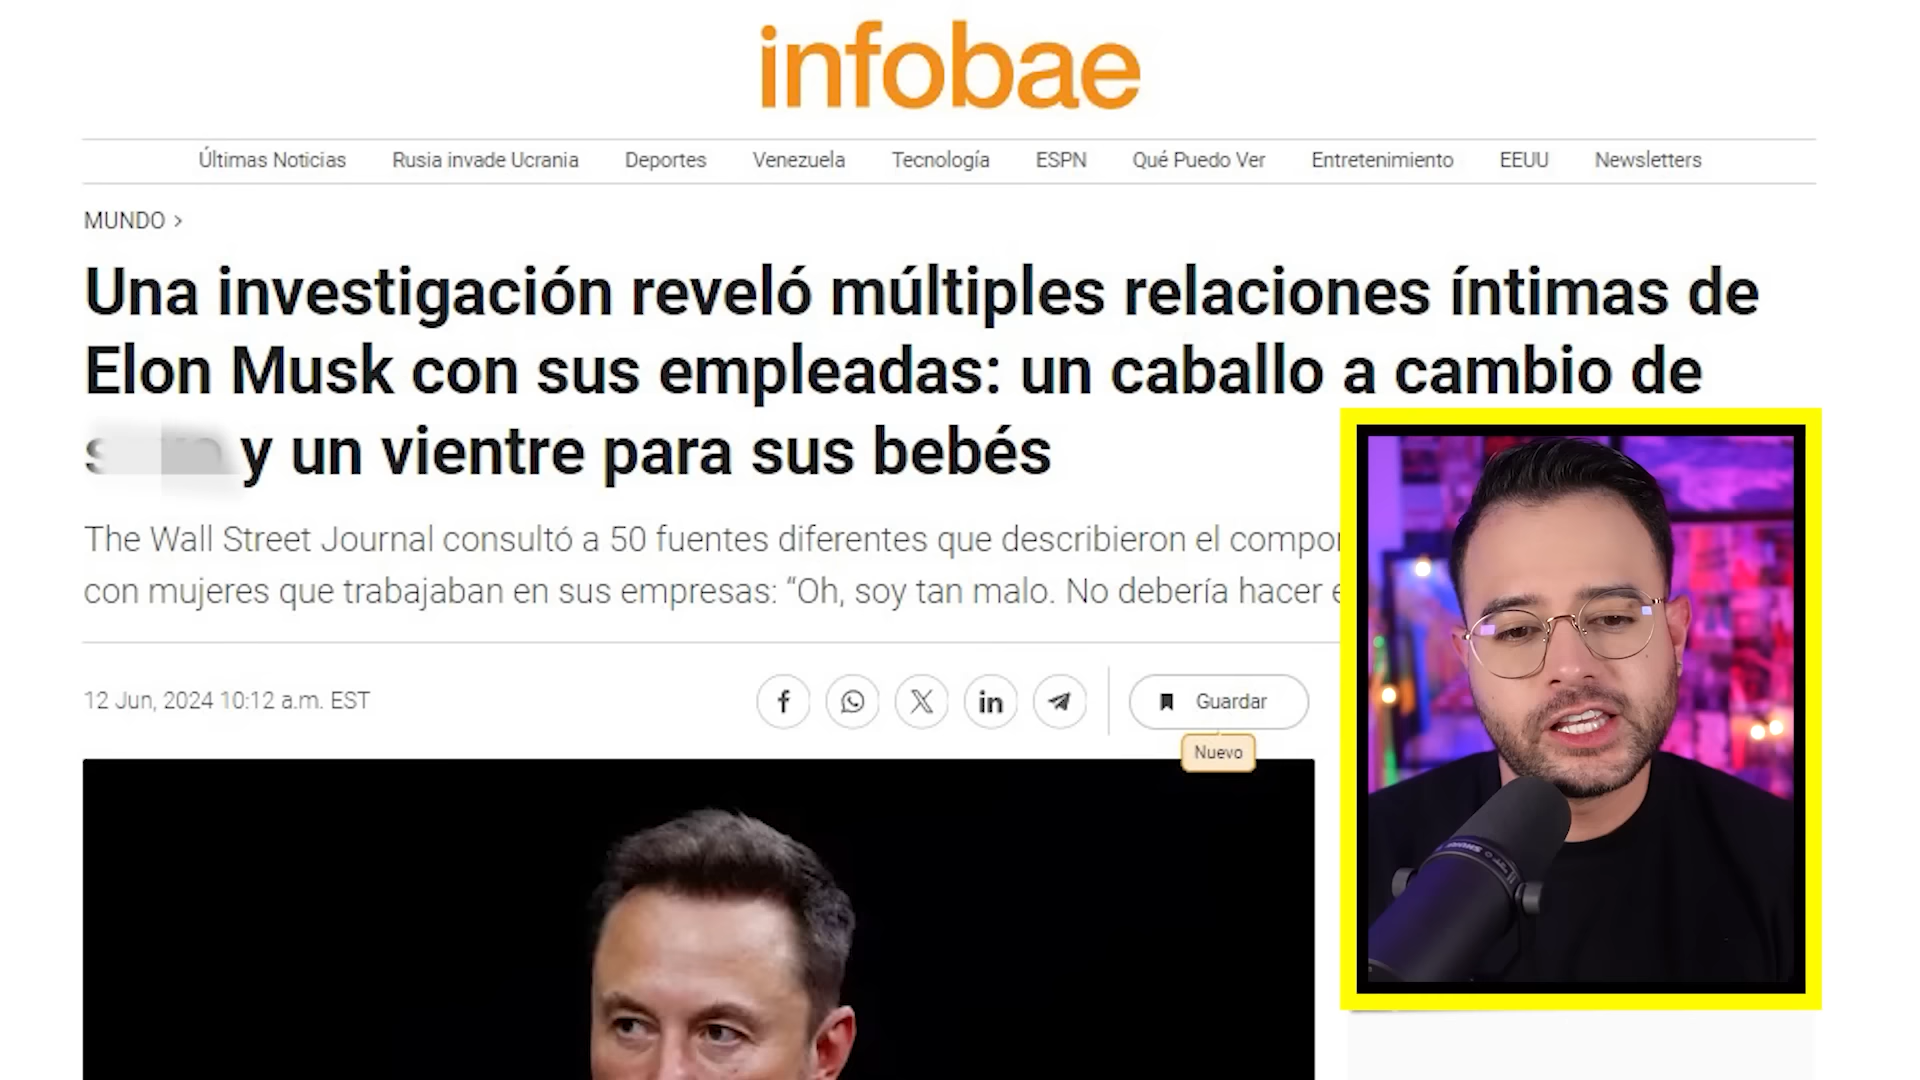 infobae
Últimas Noticias Rusia invade Ucrania Deportes Venezuela Tecnología ESPN Qué Puedo Ver Entretenimiento EEUU Newsletters
MUNDO >
Una investigación reveló múltiples relaciones íntimas de
Elon Musk con sus empleadas: un caballo a cambio de
y un vientre para sus bebés
The Wall Street Journal consultó a 50 fuentes diferentes que describieron el
con mujeres que trabajaban en sus empresas: “Oh, soy tan malo. No debería hacer
12 Jun, 2024 10:12 a.m. EST
Guardar
Nuevo